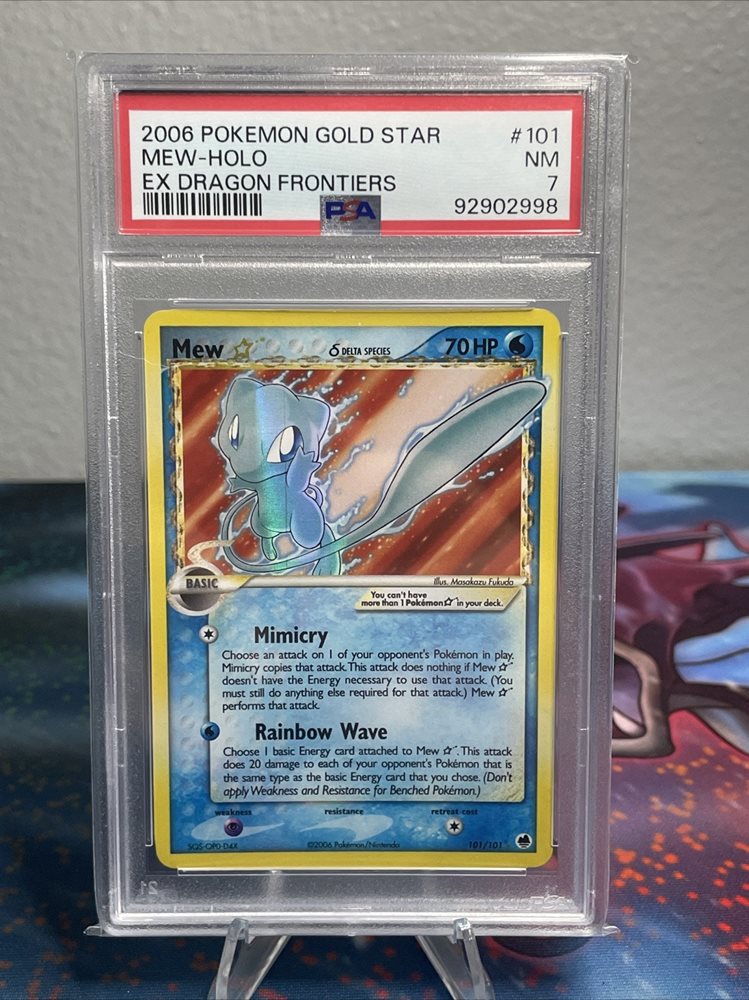 2006 POKEMON GOLD STAR #101
MEW-HOLO NM
EX DRAGON FRONTIERS 7
PSA 92902998
Mew ☆ δ DELTA SPECIES 70 HP
BASIC
Illus. Masakazu Fukuda
You can't have
more than 1 Pokémon ☆ in your deck.
Mimicry
Choose an attack on 1 of your opponent's Pokémon in play.
Mimicry copies that attack. This attack does nothing if Mew ☆
doesn't have the Energy necessary to use that attack. (You
must still do anything else required for that attack.) Mew ☆
performs that attack.
Rainbow Wave
Choose 1 basic Energy card attached to Mew ☆. This attack
does 20 damage to each of your opponent's Pokémon that is
the same type as the basic Energy card that you chose. (Don't
apply Weakness and Resistance for Benched Pokémon.)
weakness resistance retreat cost
©2006 Pokémon/Nintendo 101/101